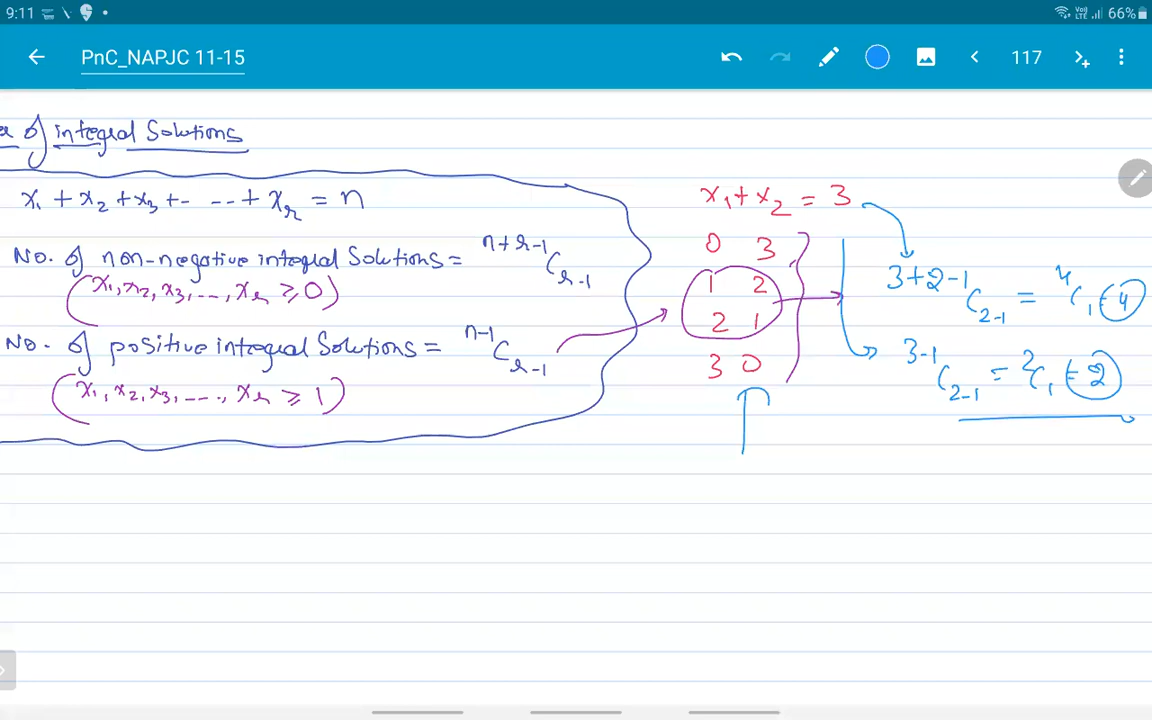 9:11 66%
PnC_NAPJC 11-15 117
of integral Solutions
x₁ + x₂ + x₃ + - ... + xᵣ = n
No. of non-negative integral Solutions = ⁿ⁺ʳ⁻¹Cᵣ₋₁
(x₁, x₂, x₃, ..., xᵣ ≥ 0)
No. of positive integral Solutions = ⁿ⁻¹Cᵣ₋₁
(x₁, x₂, x₃, ...., xᵣ ≥ 1)
x₁ + x₂ = 3
0 3
1 2
2 1
3 0
³⁺²⁻¹C₂₋₁ = ⁴C₁ = 4
³⁻¹C₂₋₁ = ²C₁ = 2